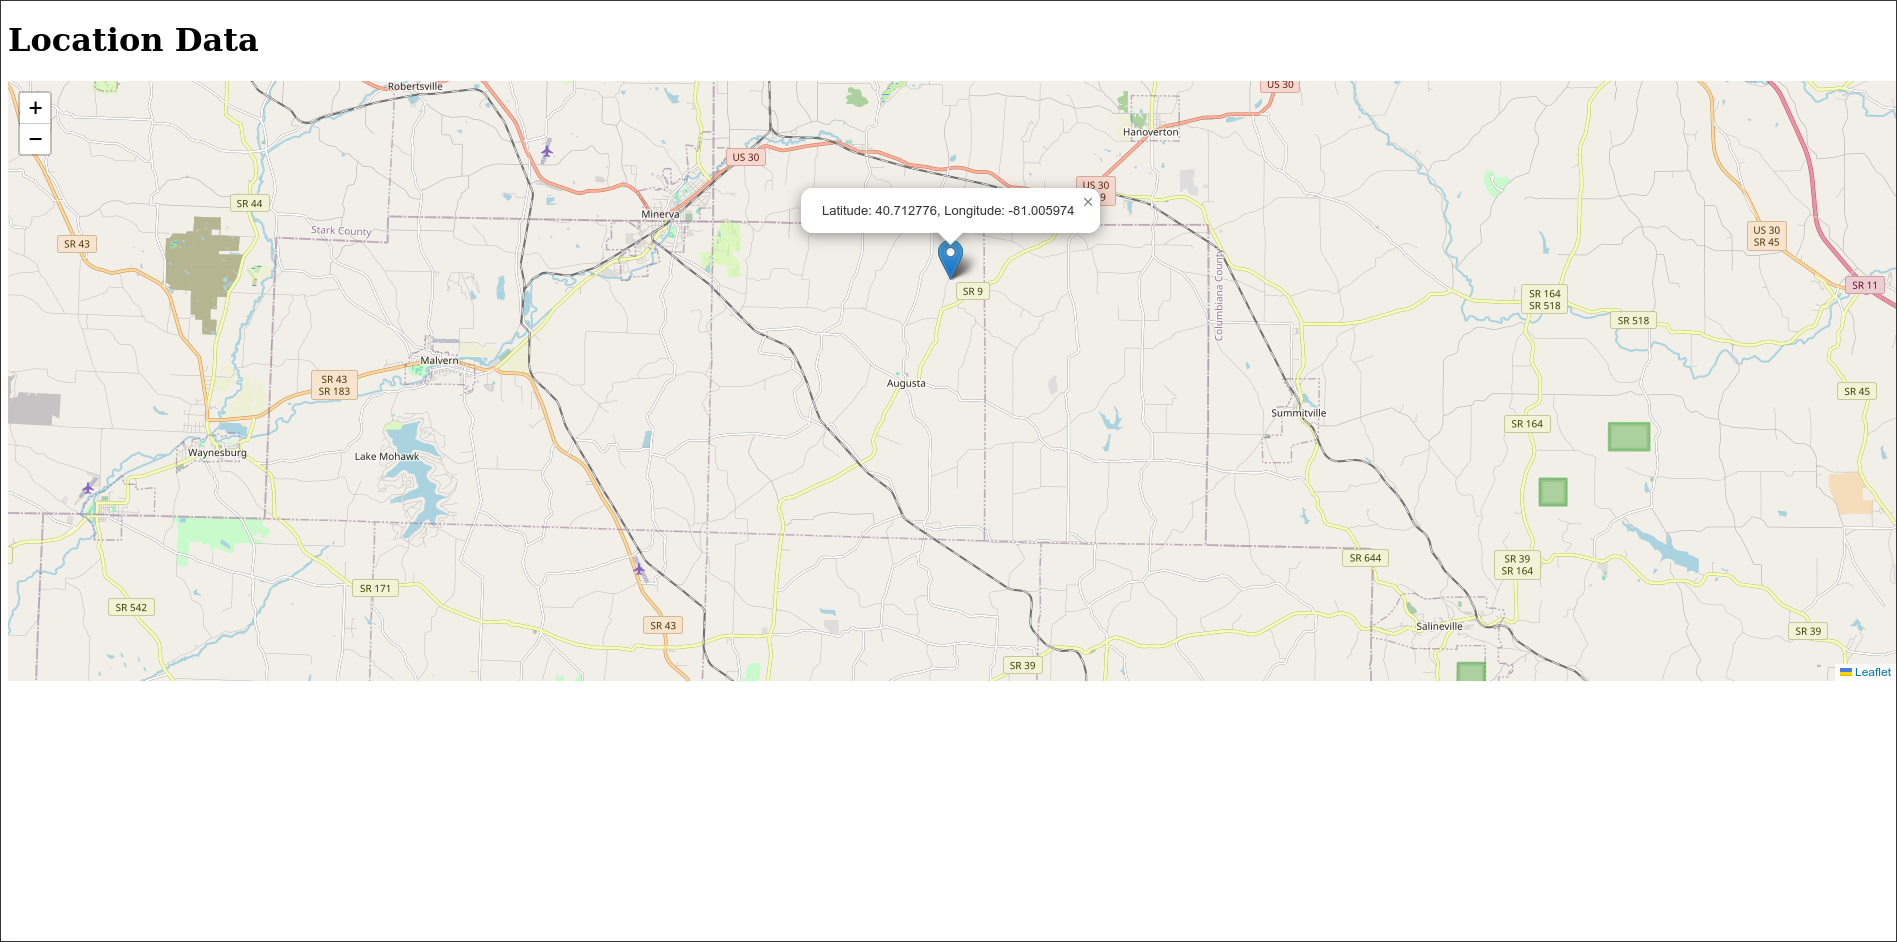 Location Data
+
−
Robertsville
US 30
Hanoverton
US 30
US 30
9
SR 44
Minerva
Stark County
SR 43
Latitude: 40.712776, Longitude: -81.005974
×
US 30
SR 45
Columbiana County
SR 9
SR 11
SR 164
SR 518
SR 518
Malvern
SR 43
SR 183
Augusta
SR 45
Summitville
SR 164
Waynesburg
Lake Mohawk
SR 644
SR 39
SR 164
SR 171
SR 542
SR 43
Salineville
SR 39
SR 39
Leaflet